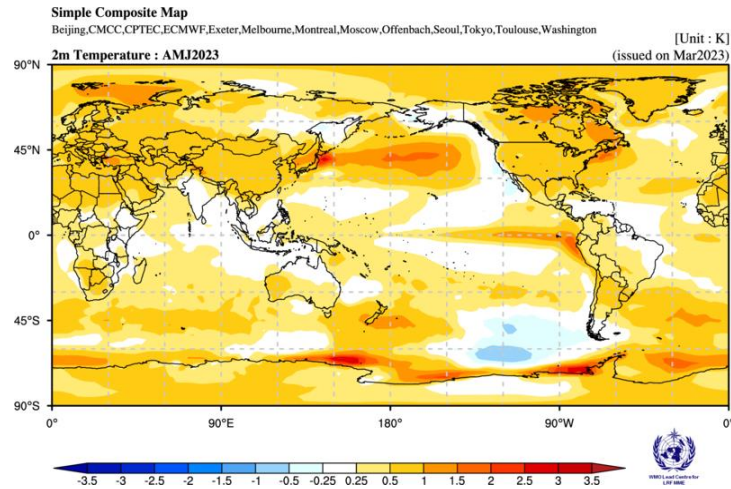 Simple Composite Map
Beijing,CMCC,CPTEC,ECMWF,Exeter,Melbourne,Montreal,Moscow,Offenbach,Seoul,Tokyo,Toulouse,Washington
[Unit : K]
2m Temperature : AMJ2023
(issued on Mar2023)
90°N
45°N
0°
45°S
90°S
0° 90°E 180° 90°W 0°
-3.5 -3 -2.5 -2 -1.5 -1 -0.5 -0.25 0.25 0.5 1 1.5 2 2.5 3 3.5
WMO Lead Centre for
LRF MME